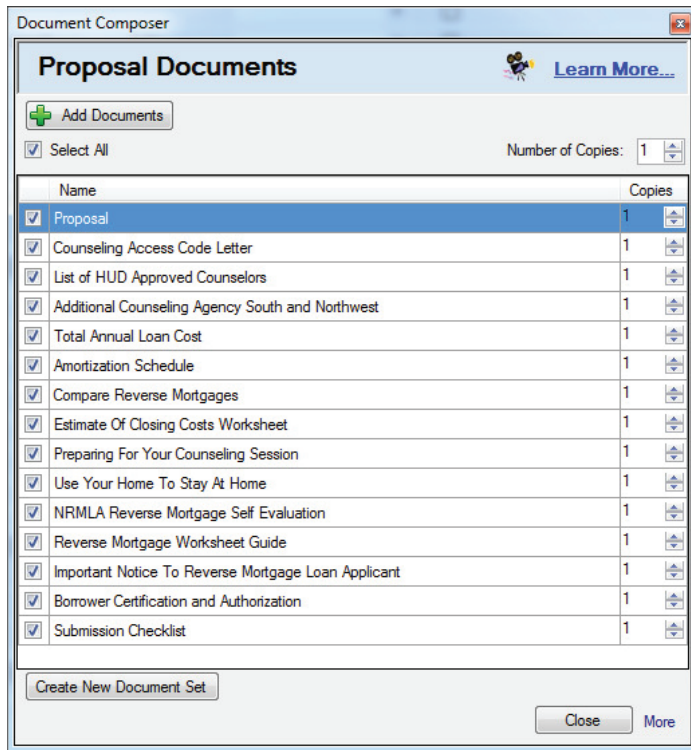 Document Composer
Proposal Documents
Learn More...
Add Documents
Select All Number of Copies: 1
Name Copies
Proposal 1
Counseling Access Code Letter 1
List of HUD Approved Counselors 1
Additional Counseling Agency South and Northwest 1
Total Annual Loan Cost 1
Amortization Schedule 1
Compare Reverse Mortgages 1
Estimate Of Closing Costs Worksheet 1
Preparing For Your Counseling Session 1
Use Your Home To Stay At Home 1
NRMLA Reverse Mortgage Self Evaluation 1
Reverse Mortgage Worksheet Guide 1
Important Notice To Reverse Mortgage Loan Applicant 1
Borrower Certification and Authorization 1
Submission Checklist 1
Create New Document Set
Close More